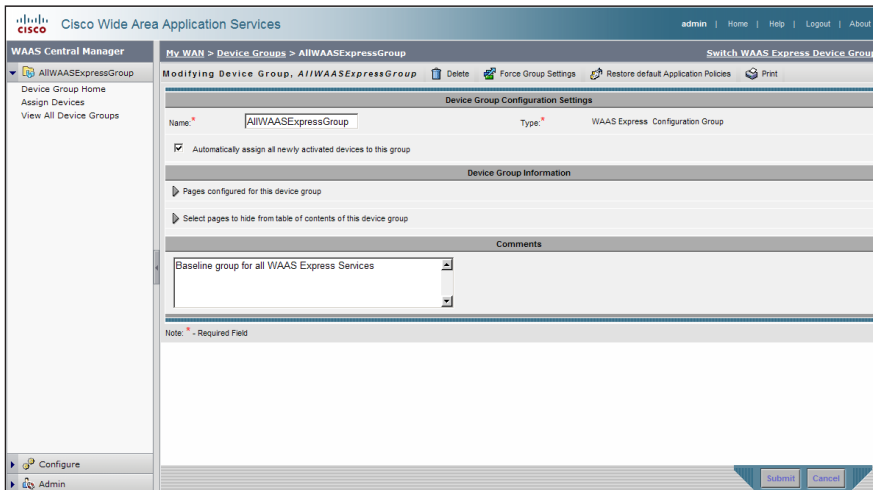 CISCO Cisco Wide Area Application Services
admin | Home | Help | Logout | About
WAAS Central Manager
My WAN > Device Groups > AllWAASExpressGroup
Switch WAAS Express Device Group
AllWAASExpressGroup
Device Group Home
Assign Devices
View All Device Groups
Modifying Device Group, AllWAASExpressGroup Delete Force Group Settings Restore default Application Policies Print
Device Group Configuration Settings
Name:* AllWAASExpressGroup Type:* WAAS Express Configuration Group
Automatically assign all newly activated devices to this group
Device Group Information
Pages configured for this device group
Select pages to hide from table of contents of this device group
Comments
Baseline group for all WAAS Express Services
Note: * - Required Field
Configure
Admin
Submit Cancel